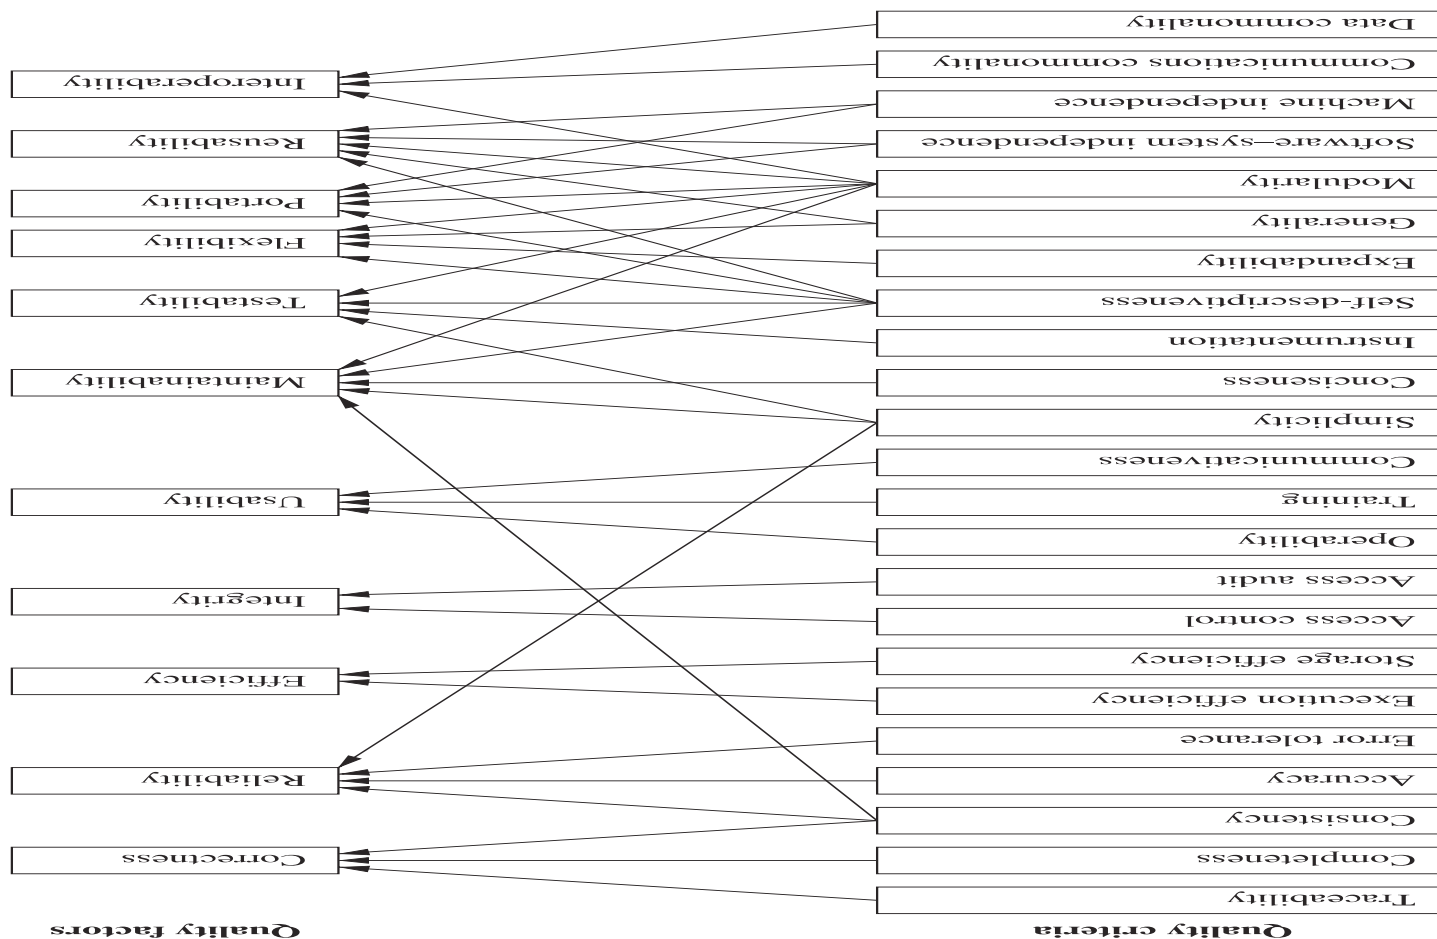 Quality factors
Quality criteria
Correctness
Reliability
Efficiency
Integrity
Usability
Maintainability
Testability
Flexibility
Portability
Reusability
Interoperability
Traceability
Completeness
Consistency
Accuracy
Error tolerance
Execution efficiency
Storage efficiency
Access control
Access audit
Operability
Training
Communicativeness
Simplicity
Conciseness
Instrumentation
Self-descriptiveness
Expandability
Generality
Modularity
Software–system independence
Machine independence
Communications commonality
Data commonality